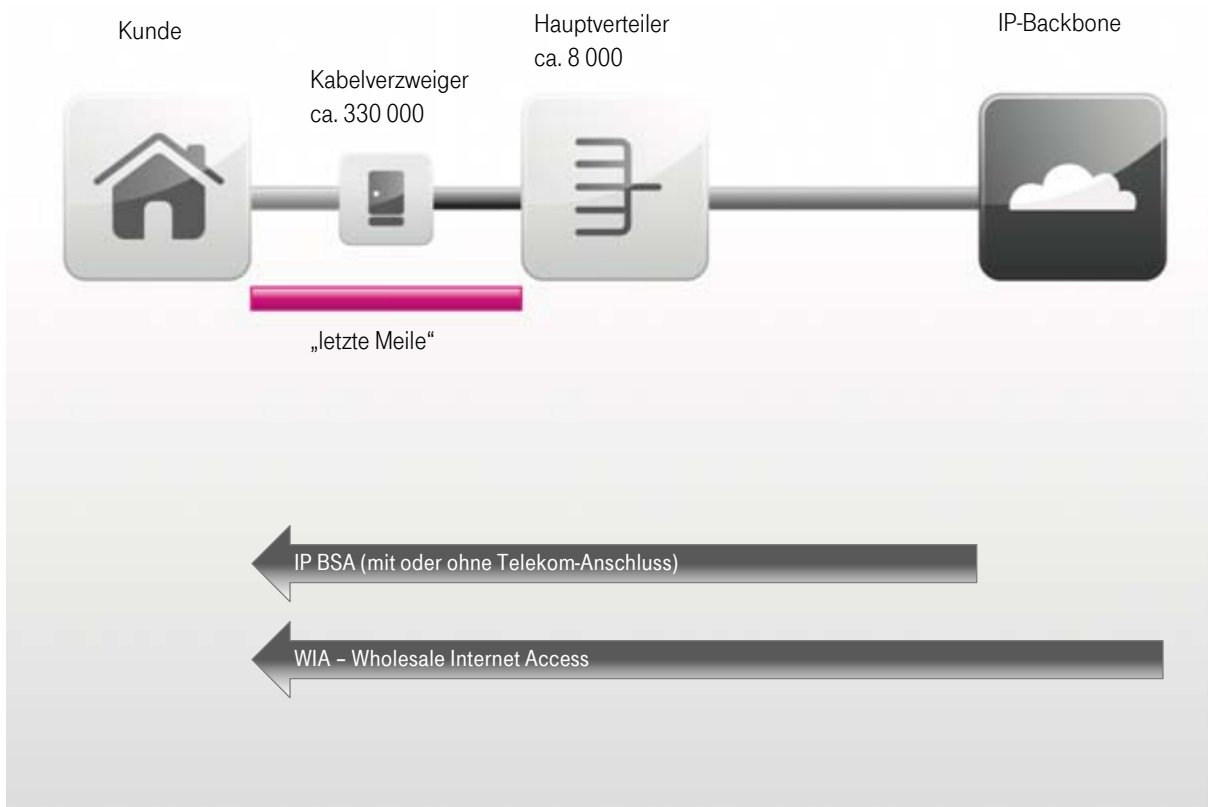 Kunde
Kabelverzweiger
ca. 330 000
Hauptverteiler
ca. 8 000
IP-Backbone
„letzte Meile“
IP BSA (mit oder ohne Telekom-Anschluss)
WIA – Wholesale Internet Access